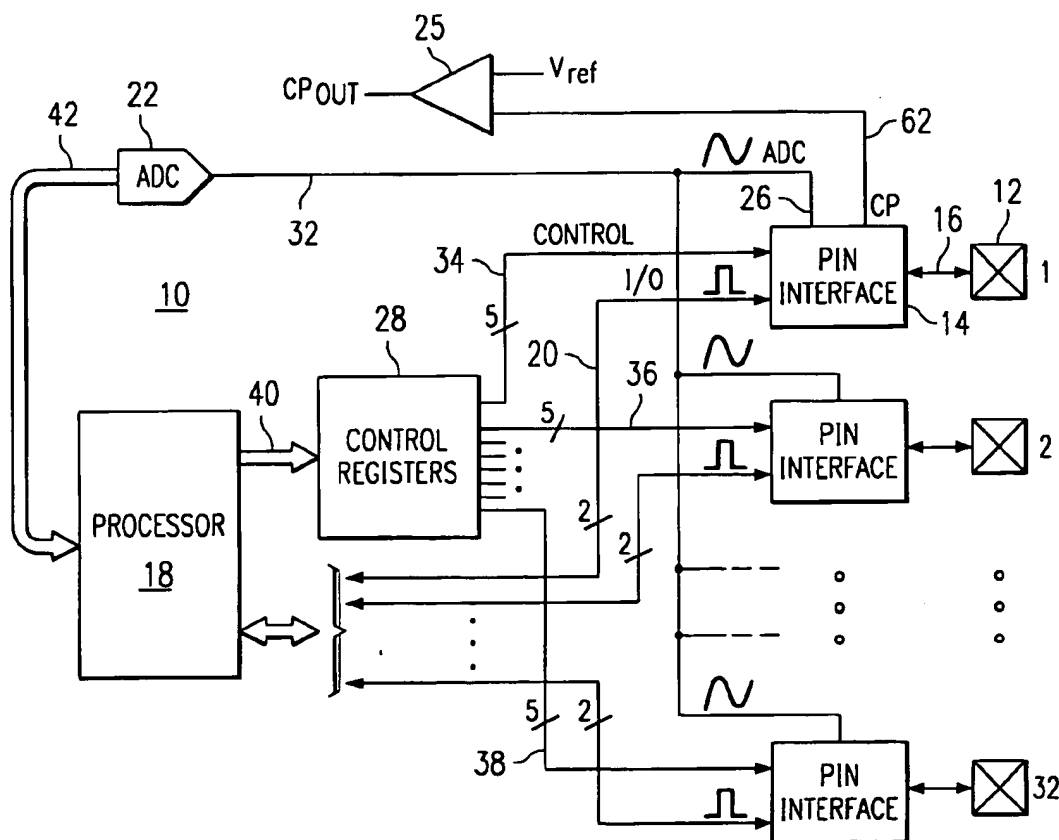 25
V ref
CP OUT
42
22
62
ADC
ADC
26
CP
12
32
16
CONTROL
PIN INTERFACE
1
34
10
I/O
14
5
28
20
36
40
5
CONTROL REGISTERS
PIN INTERFACE
2
PROCESSOR
18
2
2
5
2
38
PIN INTERFACE
32